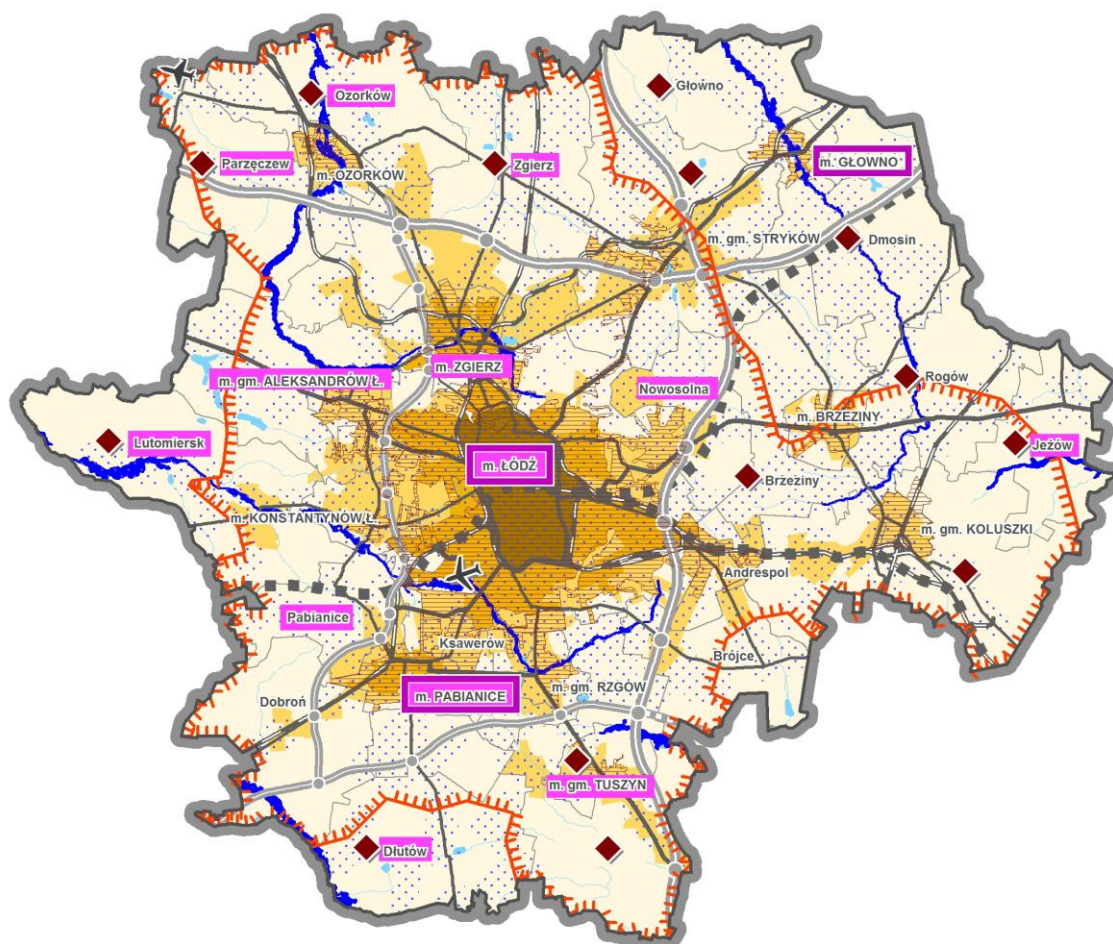 Głowno
Ozorków
Parzęczew
Zgierz
m. GŁOWNO
m. OZORKÓW
m. gm. STRYKÓW
Dmosin
m. ZGIERZ
m. gm. ALEKSANDRÓW Ł.
Nowosolna
Rogów
m. BRZEZINY
Lutomiersk
Jeżów
m. ŁÓDŹ
Brzeziny
m. KONSTANTYNÓW Ł.
m. gm. KOLUSZKI
Andrespol
Pabianice
Ksawerów
Brójce
m. gm. RZGÓW
m. PABIANICE
Dobroń
m. gm. TUSZYN
Dłutów